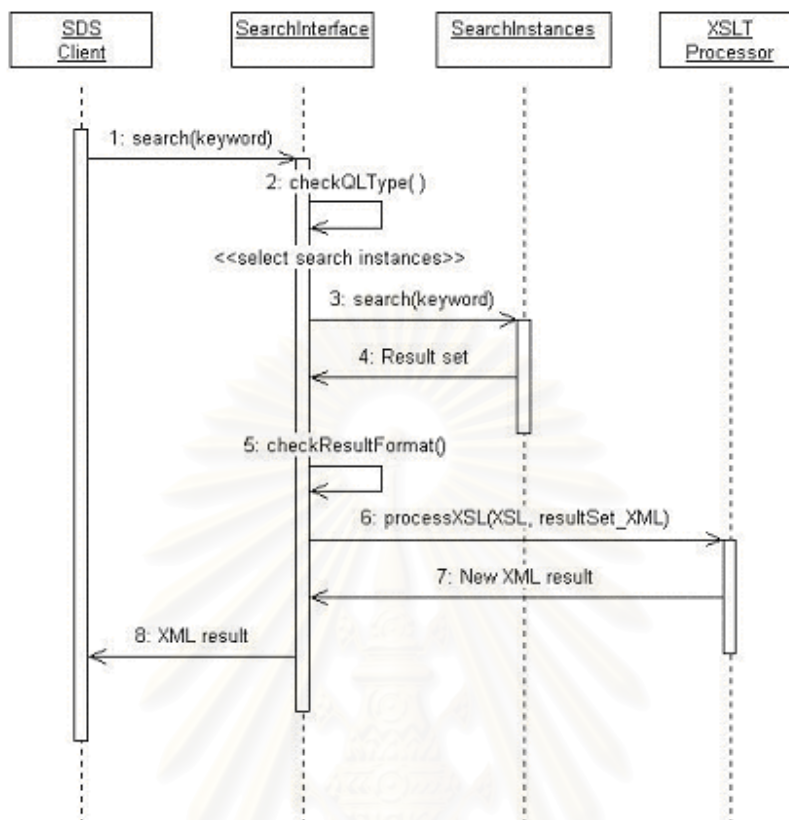 SDS
Client
SearchInterface
SearchInstances
XSLT
Processor
1: search(keyword)
2: checkQLType( )
<<select search instances>>
3: search(keyword)
4: Result set
5: checkResultFormat()
6: processXSL(XSL, resultSet_XML)
7: New XML result
8: XML result